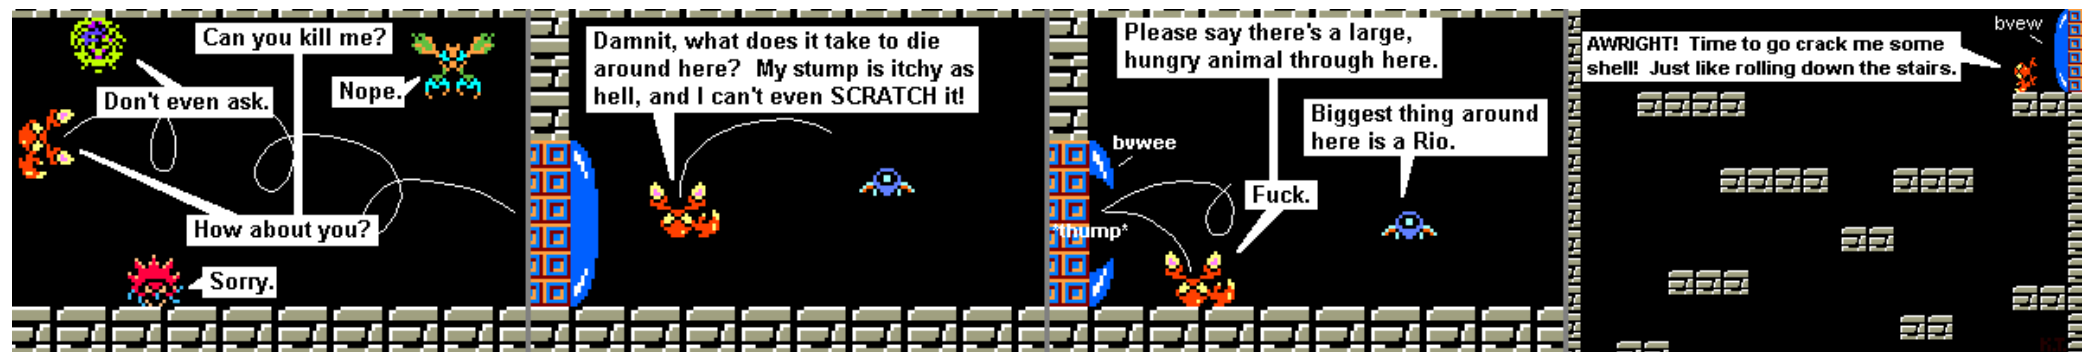 Can you kill me?
Don't even ask.
Nope.
How about you?
Sorry.
Damnit, what does it take to die
around here?  My stump is itchy as
hell, and I can't even SCRATCH it!
Please say there's a large,
hungry animal through here.
bvwee
Biggest thing around
here is a Rio.
Fuck.
*thump*
bvew
AWRIGHT!  Time to go crack me some
shell!  Just like rolling down the stairs.